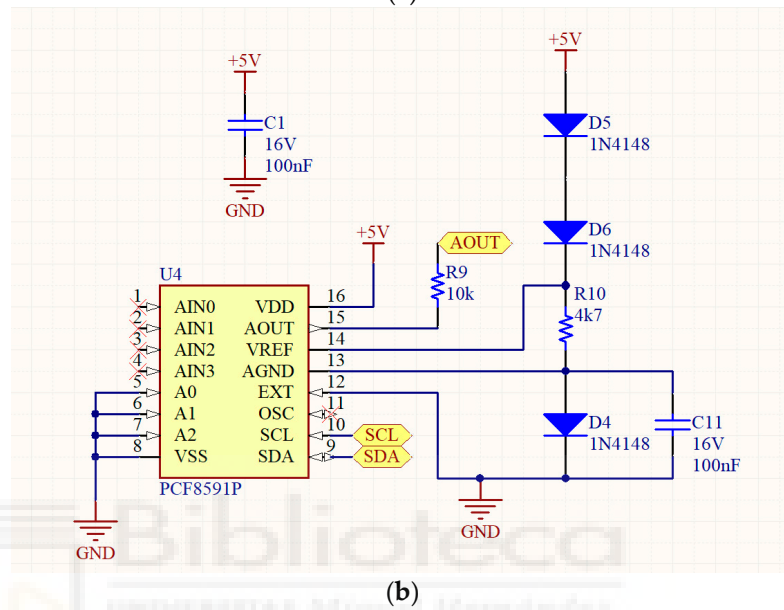 +5V
C1
16V
100nF
GND
+5V
D5
1N4148
D6
1N4148
+5V
AOUT
R9
10k
R10
4k7
U4
1 AIN0 VDD 16
2 AIN1 AOUT 15
3 AIN2 VREF 14
4 AIN3 AGND 13
5 A0 EXT 12
6 A1 OSC 11
7 A2 SCL 10 SCL
8 VSS SDA 9 SDA
PCF8591P
D4
1N4148
C11
16V
100nF
GND
GND
Biblioteca
(b)